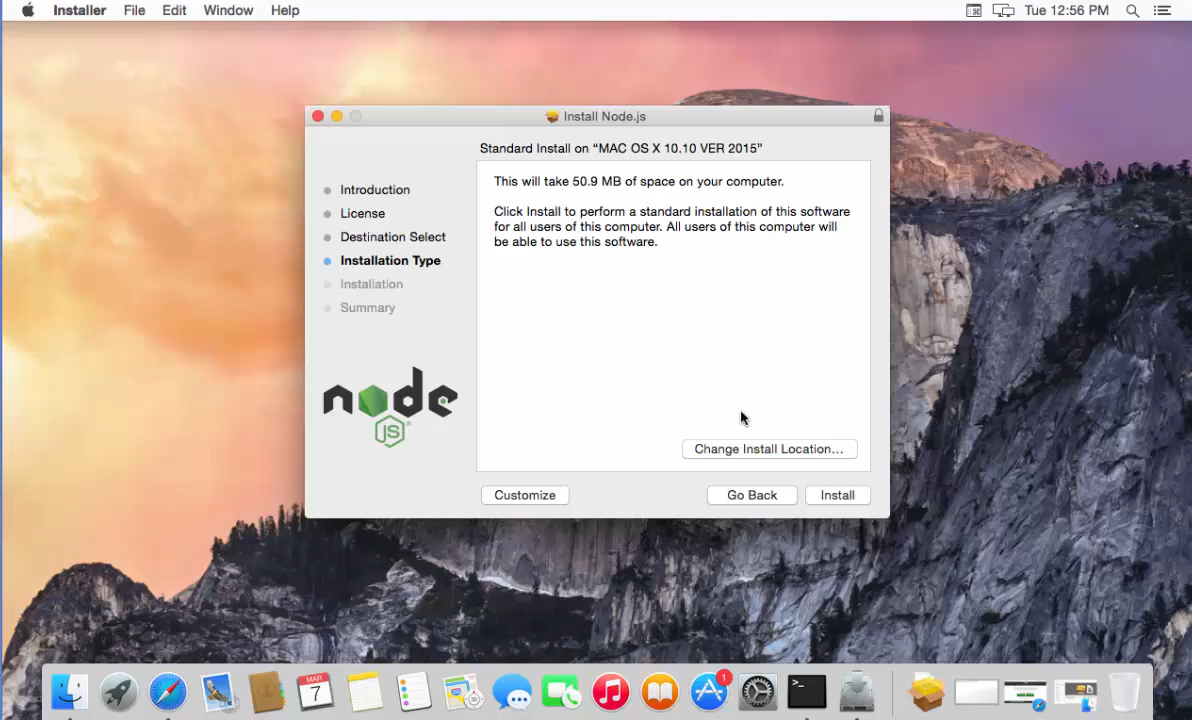 Installer File Edit Window Help Tue 12:56 PM
Install Node.js
Standard Install on “MAC OS X 10.10 VER 2015”
This will take 50.9 MB of space on your computer.
Click Install to perform a standard installation of this software
for all users of this computer. All users of this computer will
be able to use this software.
Introduction
License
Destination Select
Installation Type
Installation
Summary
node
JS
Change Install Location...
Customize Go Back Install
MAR
7
1